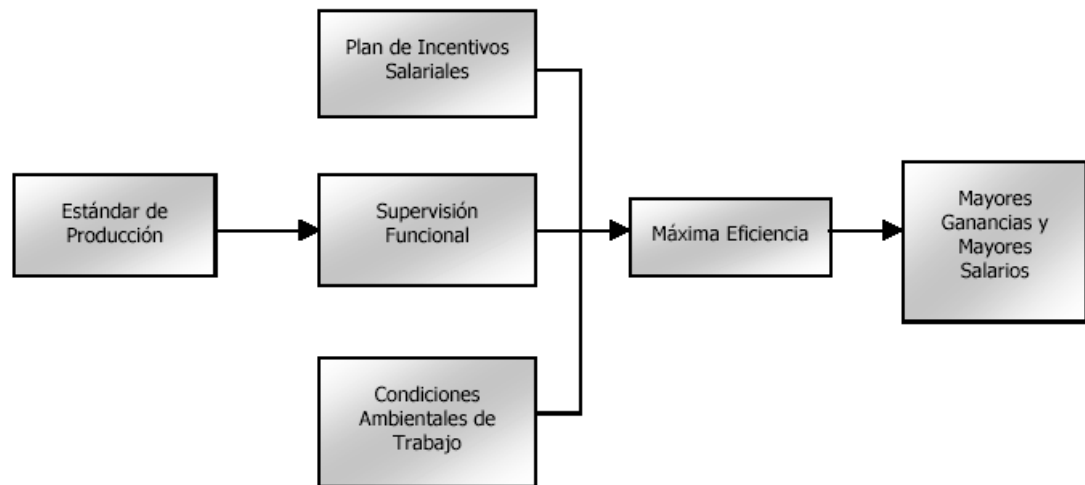 Plan de Incentivos
Salariales
Estándar de
Producción
Supervisión
Funcional
Máxima Eficiencia
Mayores
Ganancias y
Mayores
Salarios
Condiciones
Ambientales de
Trabajo